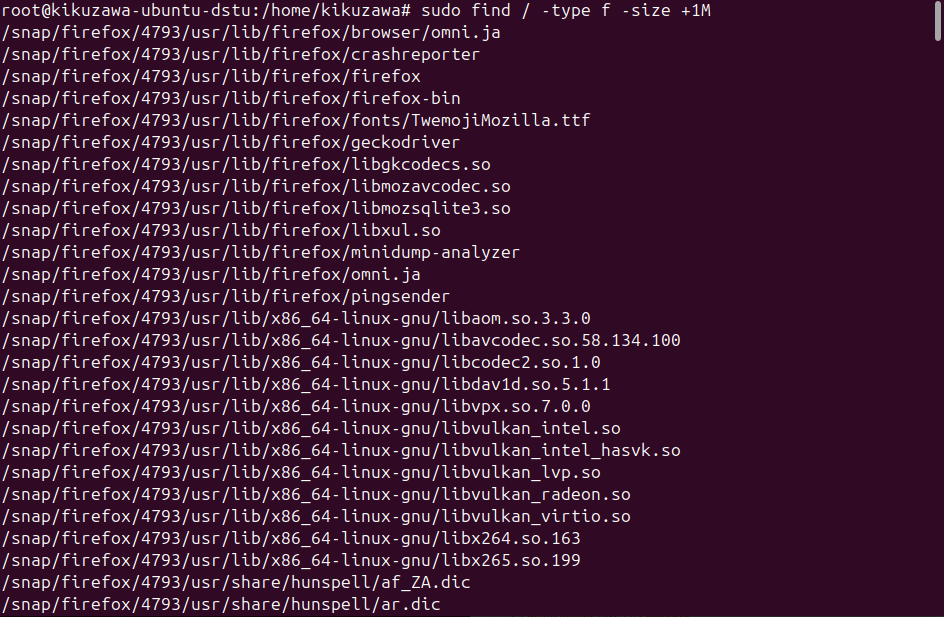 root@kikuzawa-ubuntu-dstu:/home/kikuzawa# sudo find / -type f -size +1M
/snap/firefox/4793/usr/lib/firefox/browser/omni.ja
/snap/firefox/4793/usr/lib/firefox/crashreporter
/snap/firefox/4793/usr/lib/firefox/firefox
/snap/firefox/4793/usr/lib/firefox/firefox-bin
/snap/firefox/4793/usr/lib/firefox/fonts/TwemojiMozilla.ttf
/snap/firefox/4793/usr/lib/firefox/geckodriver
/snap/firefox/4793/usr/lib/firefox/libgkcodecs.so
/snap/firefox/4793/usr/lib/firefox/libmozavcodec.so
/snap/firefox/4793/usr/lib/firefox/libmozsqlite3.so
/snap/firefox/4793/usr/lib/firefox/libxul.so
/snap/firefox/4793/usr/lib/firefox/minidump-analyzer
/snap/firefox/4793/usr/lib/firefox/omni.ja
/snap/firefox/4793/usr/lib/firefox/pingsender
/snap/firefox/4793/usr/lib/x86_64-linux-gnu/libaom.so.3.3.0
/snap/firefox/4793/usr/lib/x86_64-linux-gnu/libavcodec.so.58.134.100
/snap/firefox/4793/usr/lib/x86_64-linux-gnu/libcodec2.so.1.0
/snap/firefox/4793/usr/lib/x86_64-linux-gnu/libdav1d.so.5.1.1
/snap/firefox/4793/usr/lib/x86_64-linux-gnu/libvpx.so.7.0.0
/snap/firefox/4793/usr/lib/x86_64-linux-gnu/libvulkan_intel.so
/snap/firefox/4793/usr/lib/x86_64-linux-gnu/libvulkan_intel_hasvk.so
/snap/firefox/4793/usr/lib/x86_64-linux-gnu/libvulkan_lvp.so
/snap/firefox/4793/usr/lib/x86_64-linux-gnu/libvulkan_radeon.so
/snap/firefox/4793/usr/lib/x86_64-linux-gnu/libvulkan_virtio.so
/snap/firefox/4793/usr/lib/x86_64-linux-gnu/libx264.so.163
/snap/firefox/4793/usr/lib/x86_64-linux-gnu/libx265.so.199
/snap/firefox/4793/usr/share/hunspell/af_ZA.dic
/snap/firefox/4793/usr/share/hunspell/ar.dic